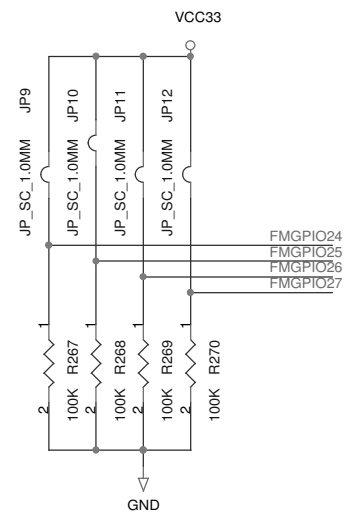 VCC33
JP9
JP10
JP11
JP12
JP_SC_1.0MM
JP_SC_1.0MM
JP_SC_1.0MM
JP_SC_1.0MM
FMGPIO24
FMGPIO25
FMGPIO26
FMGPIO27
1
1
1
1
R267
R268
R269
R270
2
2
2
2
100K
100K
100K
100K
GND